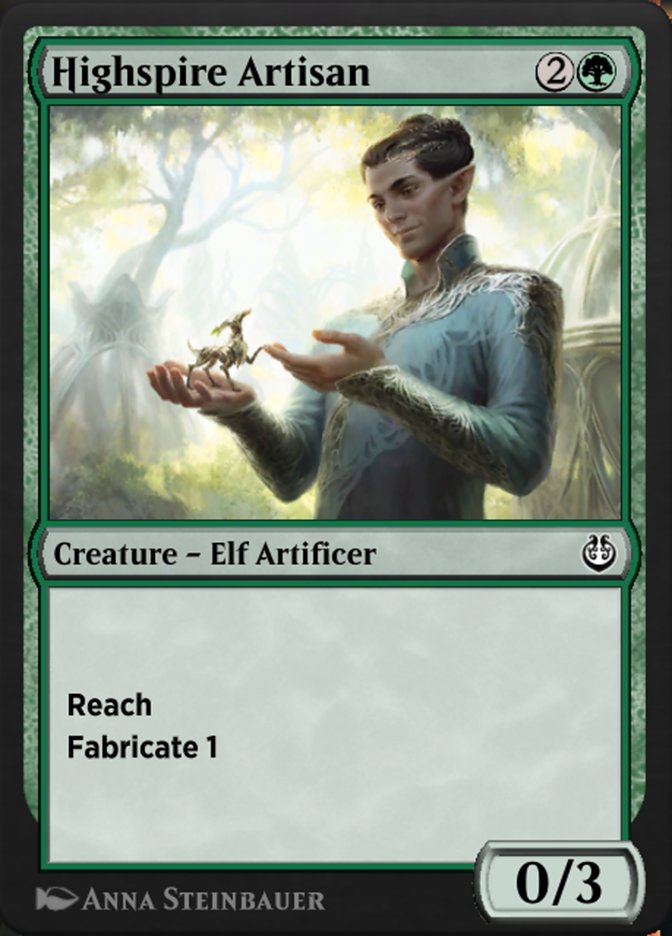 Highspire Artisan 2
Creature – Elf Artificer
Reach
Fabricate 1
0/3
Anna Steinbauer